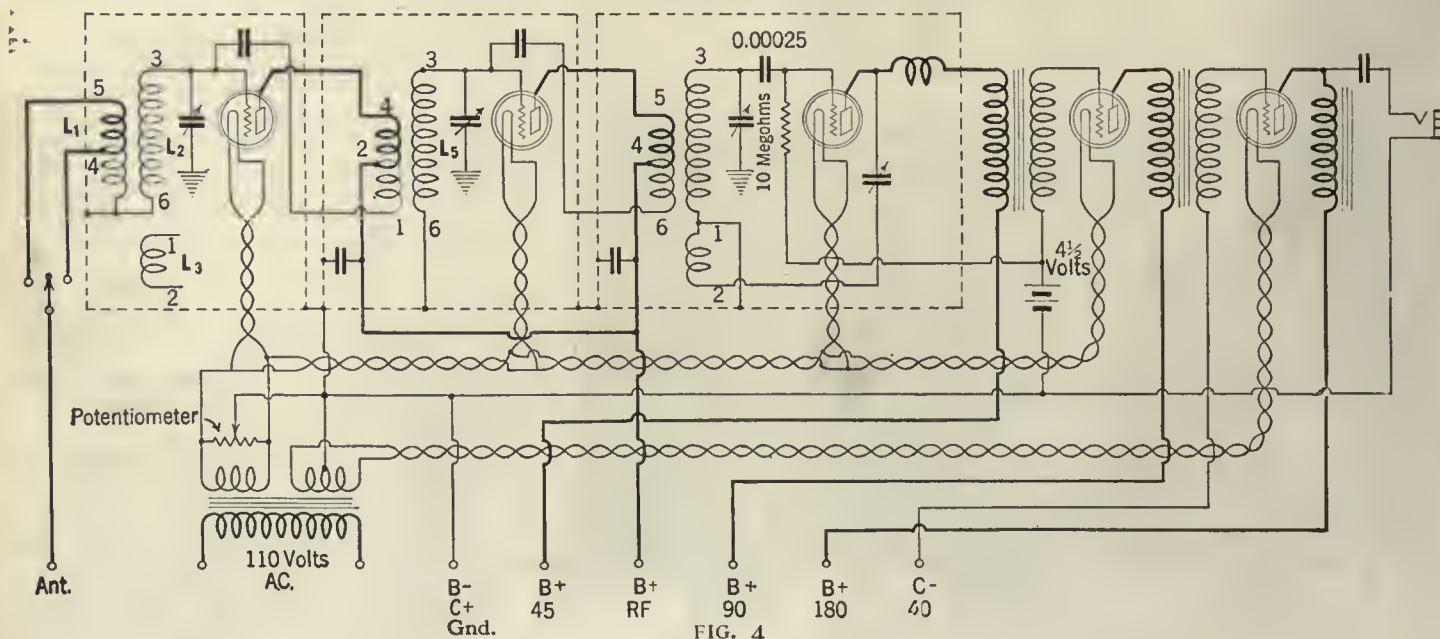 0.00025
3
3
3
5
4
5
L₁
L₂
2
L₅
4
4
6
1
6
6
10 Megohms
1
1
L₃
2
2
4½
Volts
Potentiometer
110 Volts
AC.
Ant.
B-
C+
Gnd.
B+
45
B+
RF
B+
90
B+
180
C-
40
FIG. 4